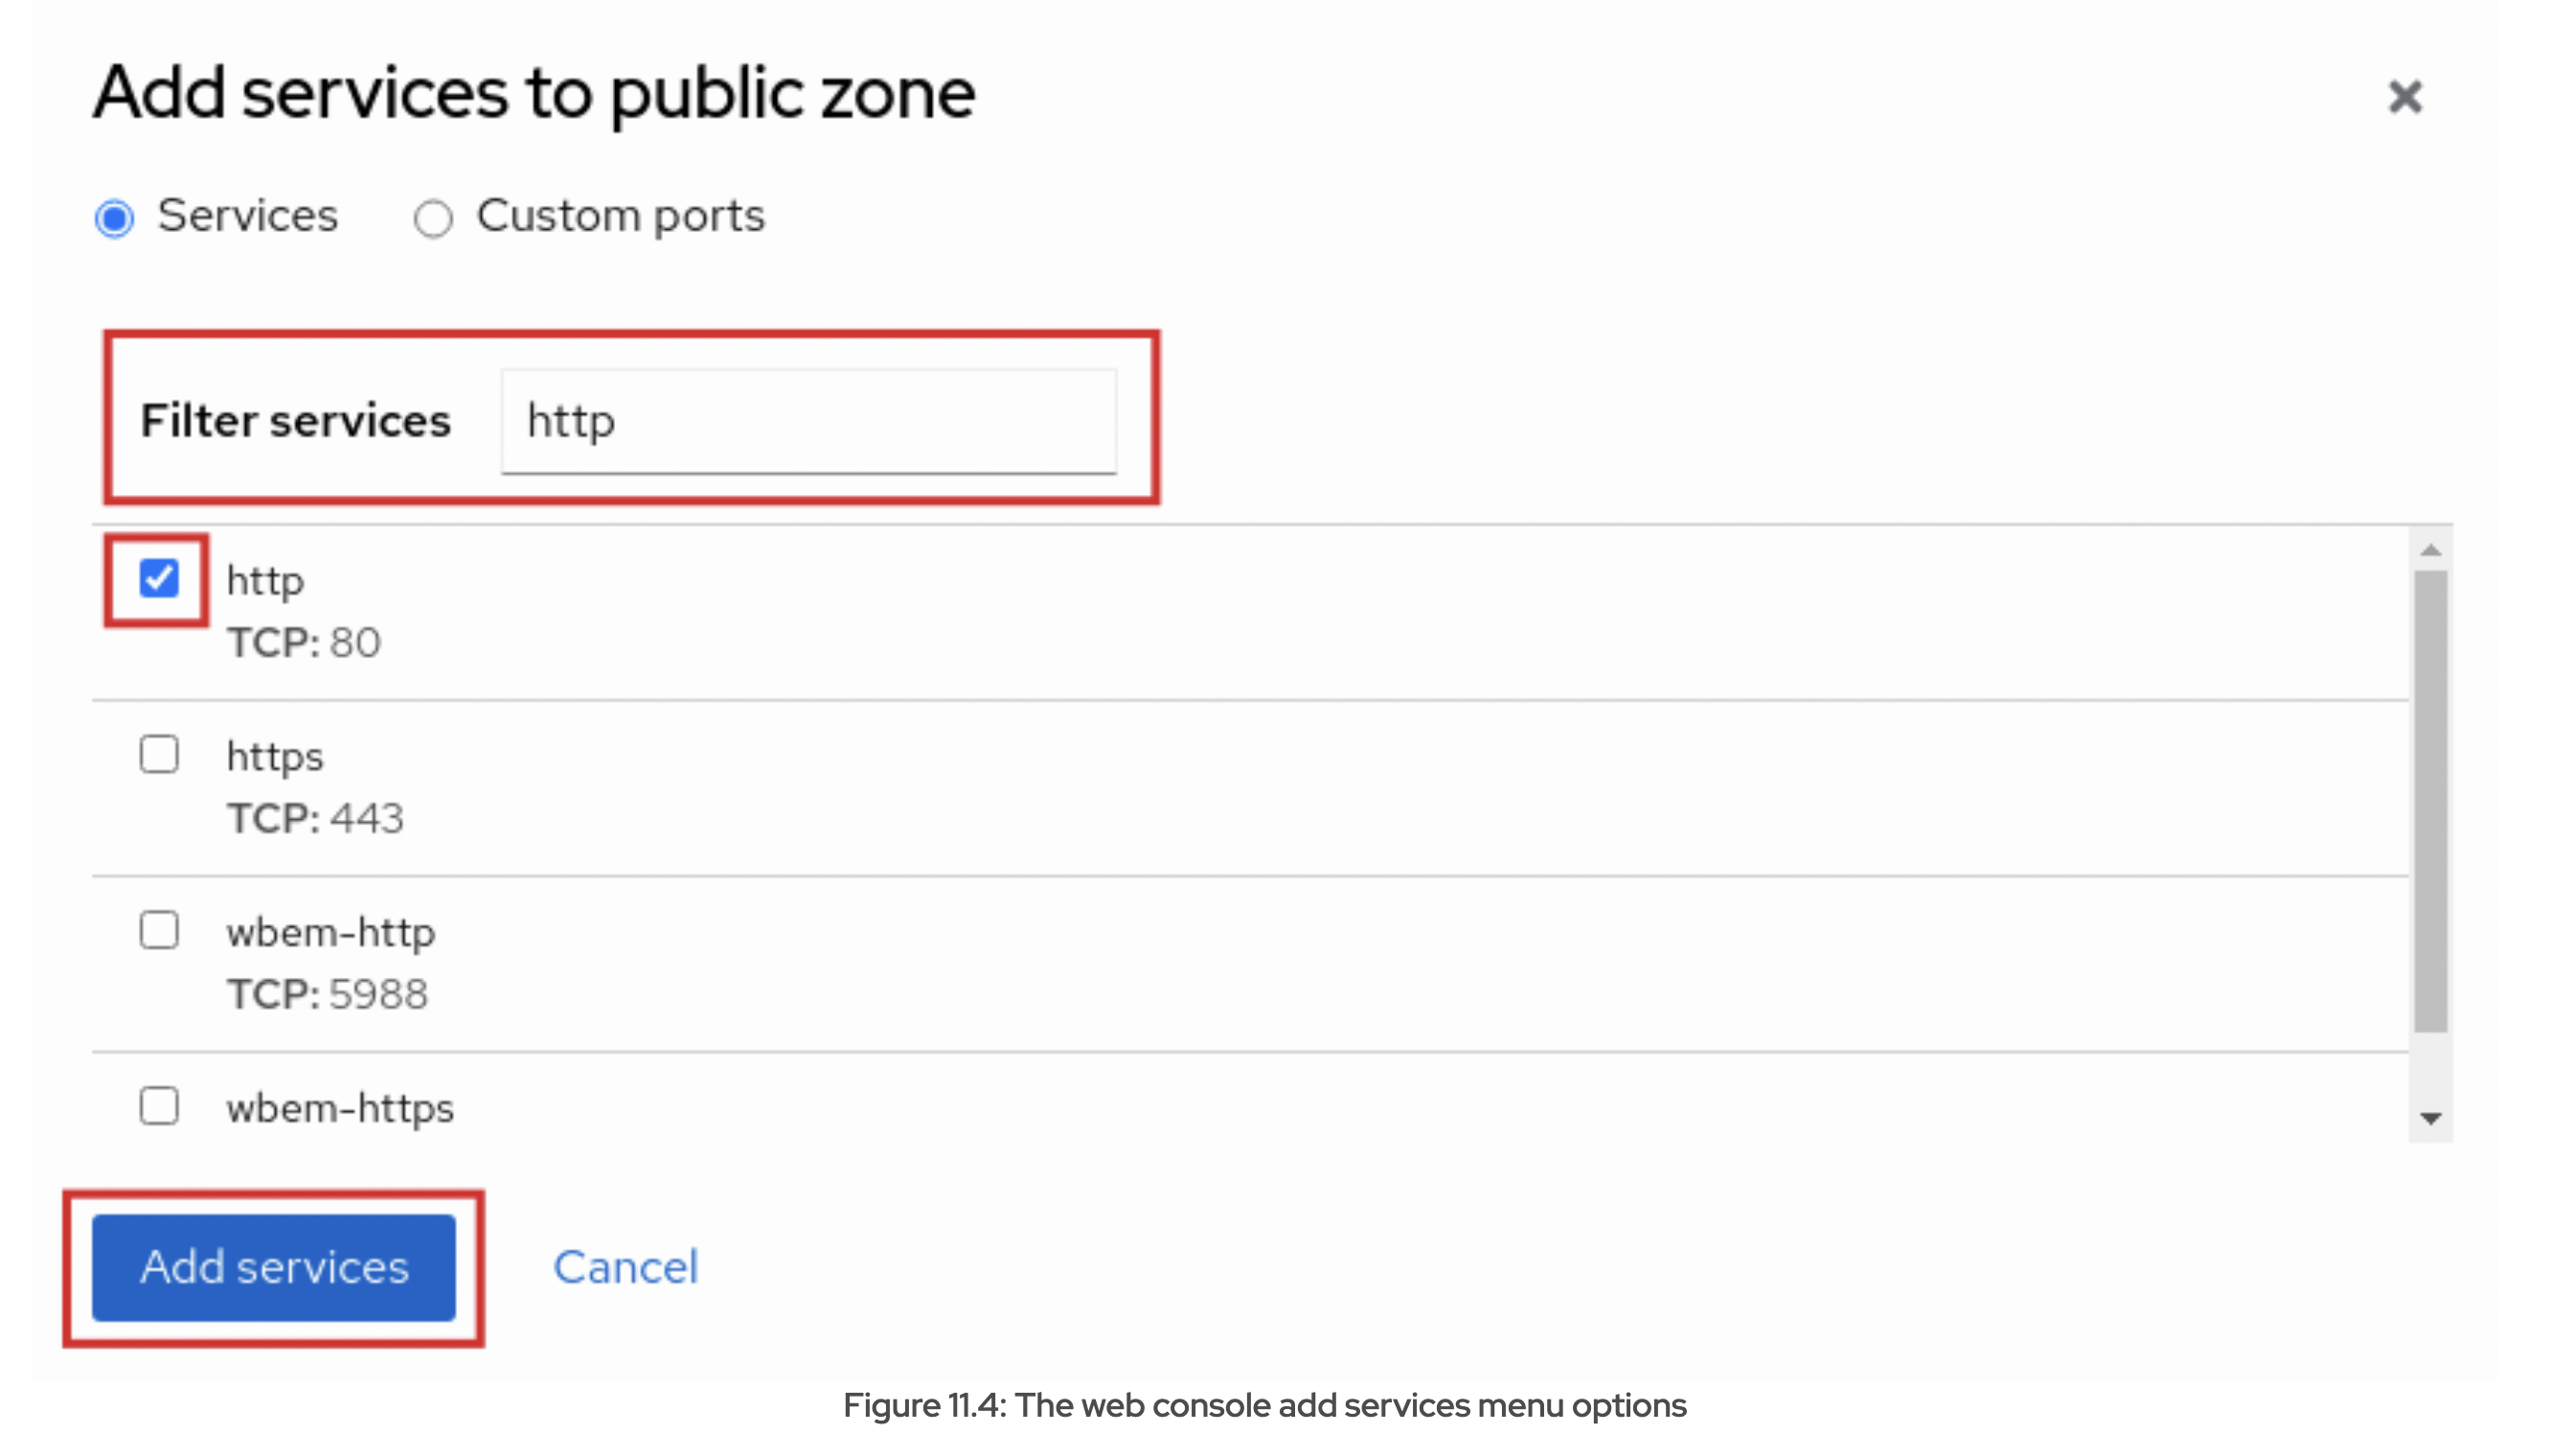 Add services to public zone
Services Custom ports
Filter services http
http
TCP: 80
https
TCP: 443
wbem-http
TCP: 5988
wbem-https
Add services Cancel
Figure 11.4: The web console add services menu options